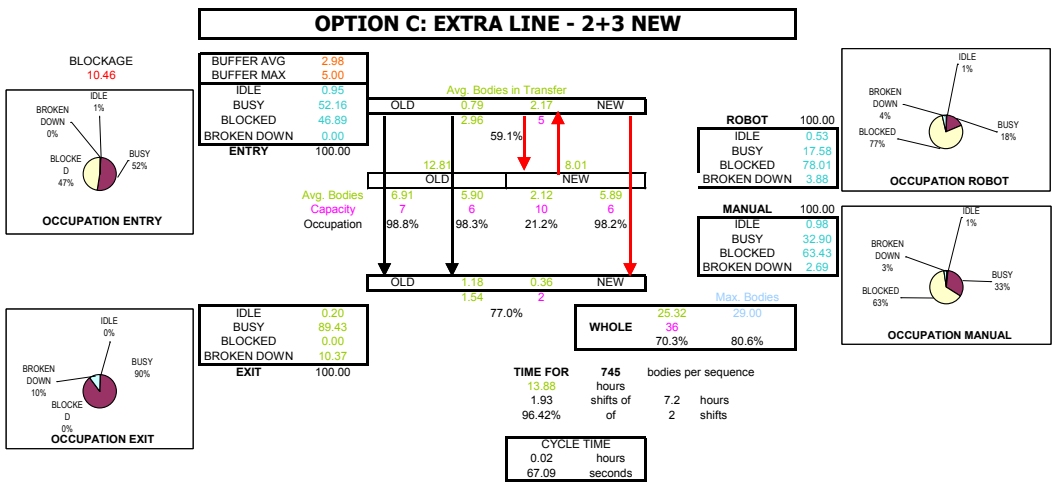 OPTION C: EXTRA LINE - 2+3 NEW
BLOCKAGE
10.46
IDLE
1%
BROKEN
DOWN
0%
BLOCKE
D
47%
BUSY
52%
OCCUPATION ENTRY
BUFFER AVG 2.98
BUFFER MAX 5.00
IDLE 0.95
BUSY 52.16
BLOCKED 46.89
BROKEN DOWN 0.00
ENTRY 100.00
Avg. Bodies in Transfer
OLD 0.79 2.17 NEW
2.96 5
59.1%
12.81 8.01
OLD NEW
Avg. Bodies 6.91 5.90 2.12 5.89
Capacity 7 6 10 6
Occupation 98.8% 98.3% 21.2% 98.2%
OLD 1.18 0.36 NEW
1.54 2
77.0%
ROBOT 100.00
IDLE 0.53
BUSY 17.58
BLOCKED 78.01
BROKEN DOWN 3.88
MANUAL 100.00
IDLE 0.98
BUSY 32.90
BLOCKED 63.43
BROKEN DOWN 2.69
IDLE
1%
BROKEN
DOWN
4%
BLOCKED
77%
BUSY
18%
OCCUPATION ROBOT
IDLE
1%
BROKEN
DOWN
3%
BUSY
33%
BLOCKED
63%
OCCUPATION MANUAL
Max. Bodies
25.32 29.00
WHOLE 36
70.3% 80.6%
IDLE
0%
BUSY
90%
BROKEN
DOWN
10%
BLOCKE
D
0%
OCCUPATION EXIT
IDLE 0.20
BUSY 89.43
BLOCKED 0.00
BROKEN DOWN 10.37
EXIT 100.00
TIME FOR 745 bodies per sequence
13.88 hours
1.93 shifts of 7.2 hours
96.42% of 2 shifts
CYCLE TIME
0.02 hours
67.09 seconds